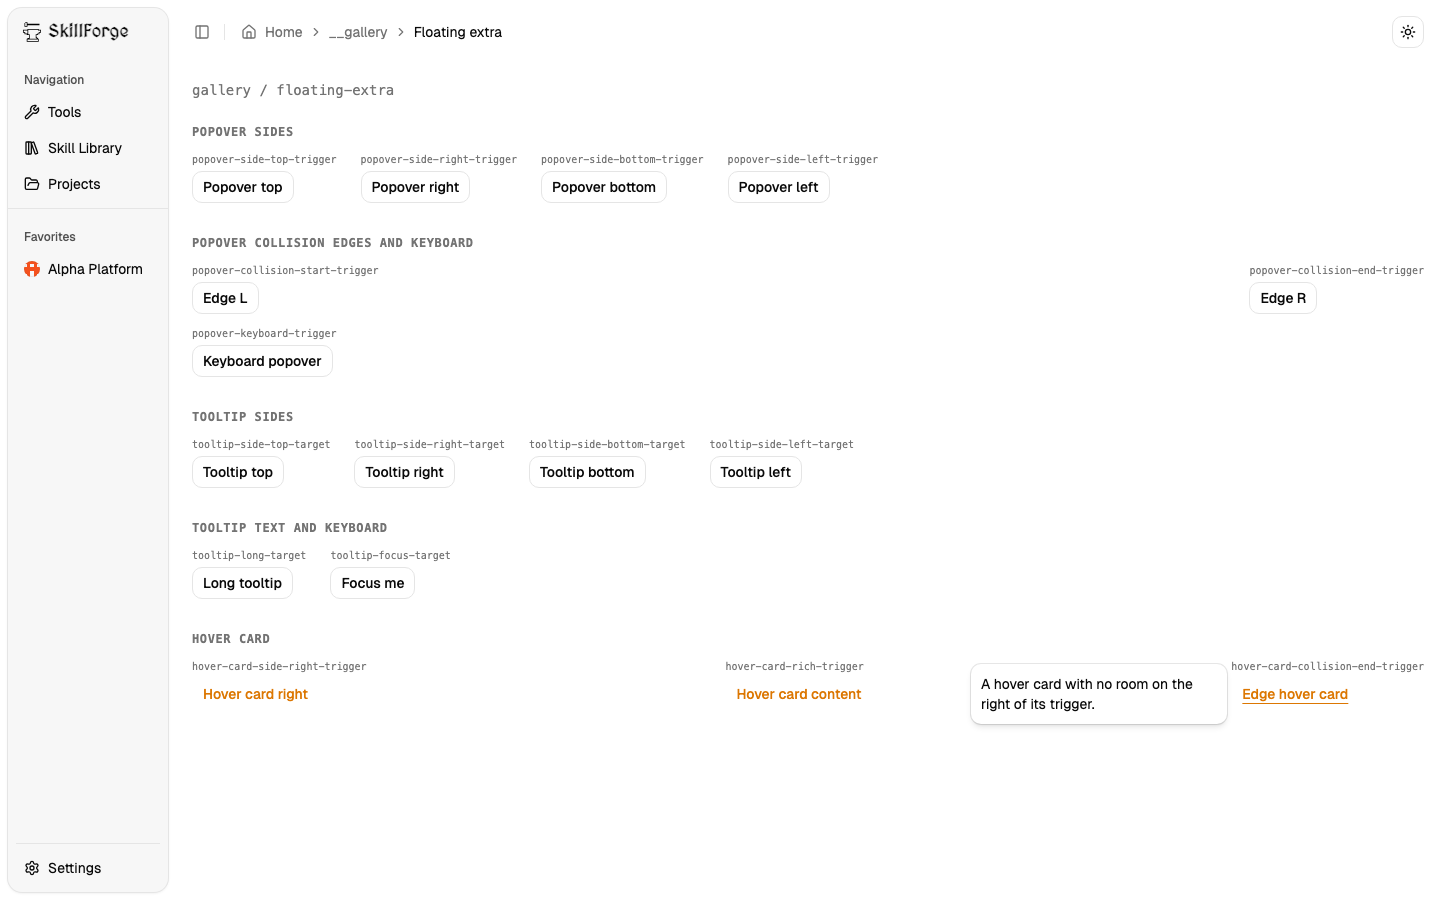 SkillForge
Home > __gallery > Floating extra
Navigation
Tools
Skill Library
Projects
Favorites
Alpha Platform
Settings
gallery / floating-extra
POPOVER SIDES
popover-side-top-trigger popover-side-right-trigger popover-side-bottom-trigger popover-side-left-trigger
Popover top Popover right Popover bottom Popover left
POPOVER COLLISION EDGES AND KEYBOARD
popover-collision-start-trigger popover-collision-end-trigger
Edge L Edge R
popover-keyboard-trigger
Keyboard popover
TOOLTIP SIDES
tooltip-side-top-target tooltip-side-right-target tooltip-side-bottom-target tooltip-side-left-target
Tooltip top Tooltip right Tooltip bottom Tooltip left
TOOLTIP TEXT AND KEYBOARD
tooltip-long-target tooltip-focus-target
Long tooltip Focus me
HOVER CARD
hover-card-side-right-trigger hover-card-rich-trigger hover-card-collision-end-trigger
Hover card right Hover card content Edge hover card
A hover card with no room on the
right of its trigger.